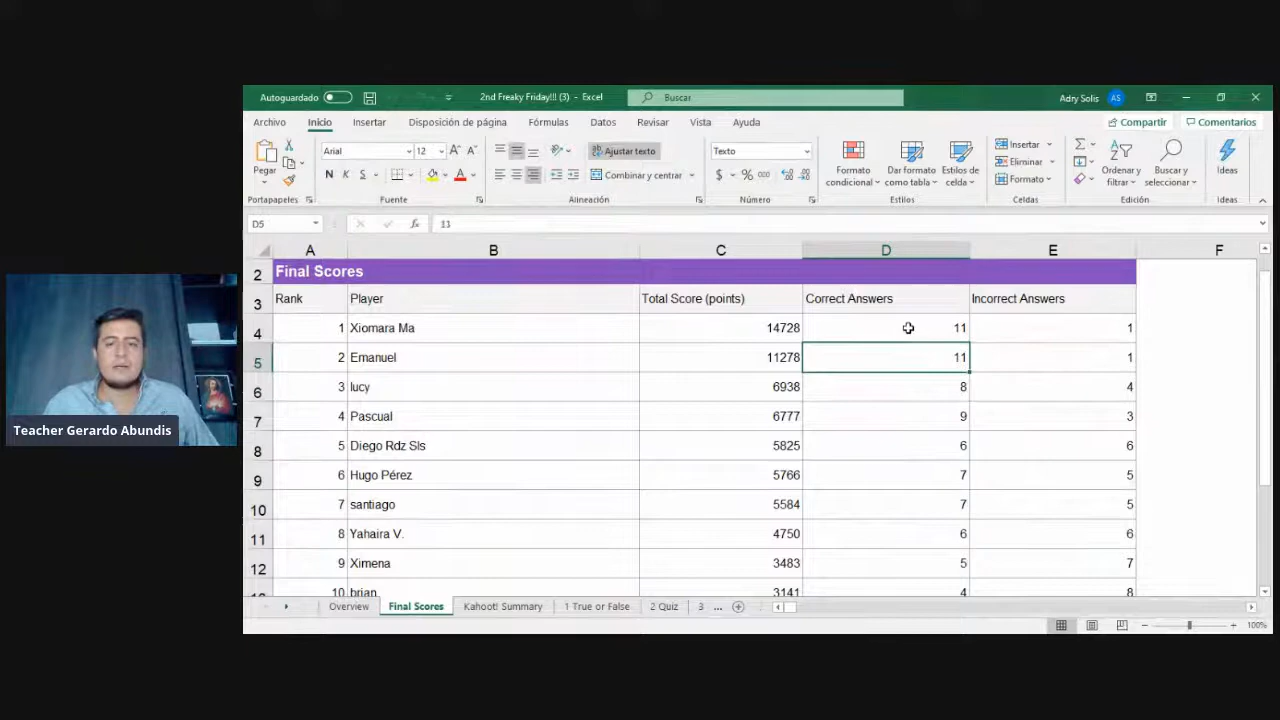 Autoguardado 2nd Freaky Friday!!! (3) - Excel Buscar Adry Solis AS
Archivo Inicio Insertar Disposición de página Fórmulas Datos Revisar Vista Ayuda Compartir Comentarios
Pegar Arial 12 Ajustar texto Texto Formato condicional Dar formato como tabla Estilos de celda Insertar Ordenar y filtrar Buscar y seleccionar Ideas
N K S Combinar y centrar $ % 000 Eliminar
Formato
Portapapeles Fuente Alineación Número Estilos Celdas Edición Ideas
D5 fx 11
A B C D E F
2 Final Scores
3 Rank Player Total Score (points) Correct Answers Incorrect Answers
4 1 Xiomara Ma 14728 11 1
5 2 Emanuel 11278 11 1
6 3 lucy 6938 8 4
7 4 Pascual 6777 9 3
8 5 Diego Rdz Sls 5825 6 6
9 6 Hugo Pérez 5766 7 5
10 7 santiago 5584 7 5
11 8 Yahaira V. 4750 6 6
12 9 Ximena 3483 5 7
10 brian 3141 4 8
Overview Final Scores Kahoot! Summary 1 True or False 2 Quiz 3 ...
100%
Teacher Gerardo Abundis